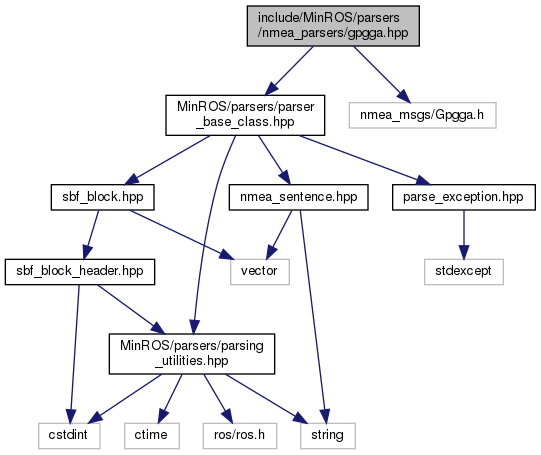 include/MinROS/parsers
/nmea_parsers/gpgga.hpp
MinROS/parsers/parser
_base_class.hpp
nmea_msgs/Gpgga.h
sbf_block.hpp
nmea_sentence.hpp
parse_exception.hpp
sbf_block_header.hpp
vector
stdexcept
MinROS/parsers/parsing
_utilities.hpp
cstdint
ctime
ros/ros.h
string